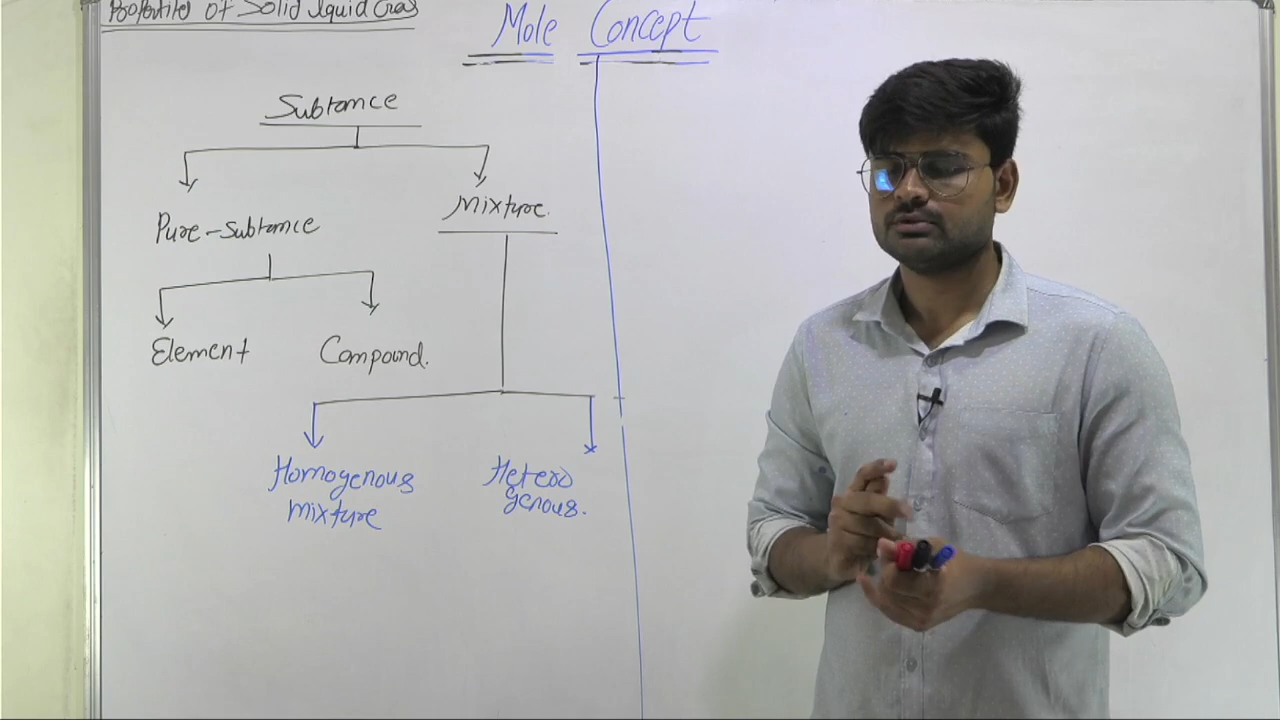 Properties of Solid liquid Gas
Mole Concept
Subtance
Pure-Subtance
Mixture.
Element
Compound.
Homogenous
mixture
Hetero
genous.